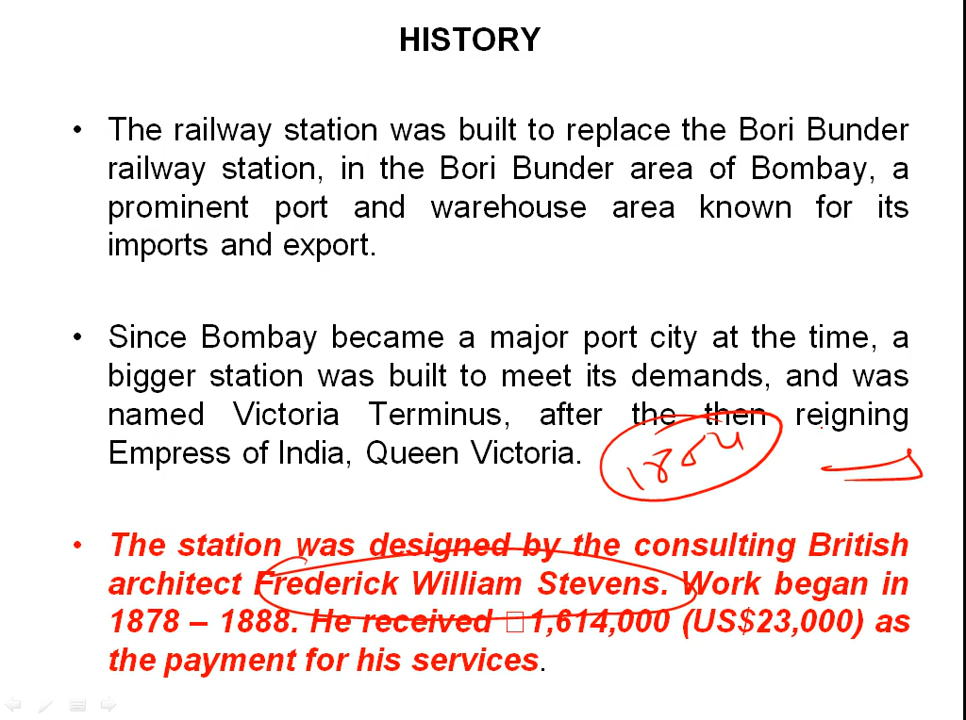 HISTORY
• The railway station was built to replace the Bori Bunder
railway station, in the Bori Bunder area of Bombay, a
prominent port and warehouse area known for its
imports and export.
• Since Bombay became a major port city at the time, a
bigger station was built to meet its demands, and was
named Victoria Terminus, after the then reigning
Empress of India, Queen Victoria.
• The station was designed by the consulting British
architect Frederick William Stevens. Work began in
1878 – 1888. He received □1,614,000 (US$23,000) as
the payment for his services.